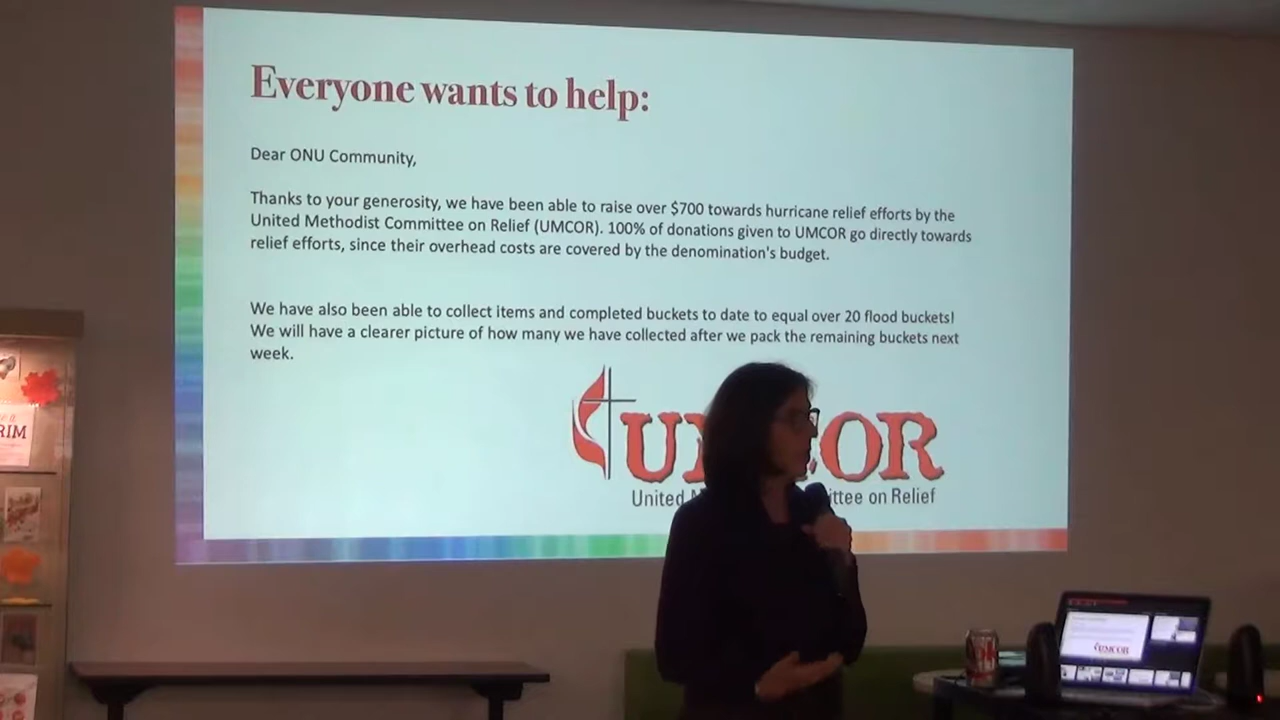 Everyone wants to help:
Dear ONU Community,
Thanks to your generosity, we have been able to raise over $700 towards hurricane relief efforts by the
United Methodist Committee on Relief (UMCOR). 100% of donations given to UMCOR go directly towards
relief efforts, since their overhead costs are covered by the denomination's budget.
We have also been able to collect items and completed buckets to date to equal over 20 flood buckets!
We will have a clearer picture of how many we have collected after we pack the remaining buckets next
week.
OR
United ttee on Relief
RIM
UMCOR